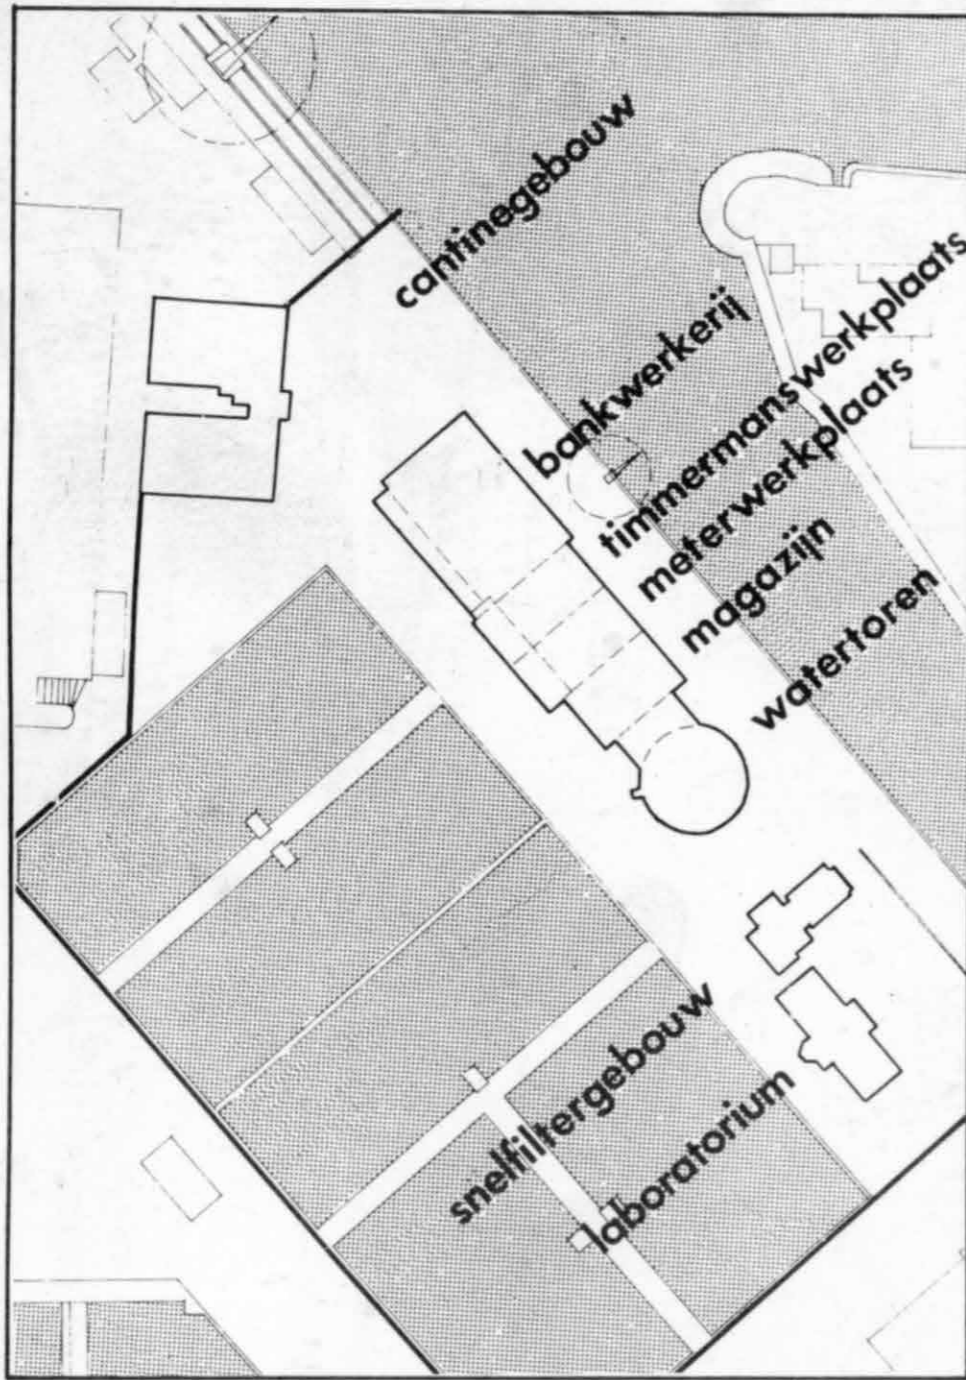 cantinegebouw
bankwerkerij
timmermanswerkplaats
meterwerkplaats
magazijn
watertoren
snelfiltergebouw
laboratorium